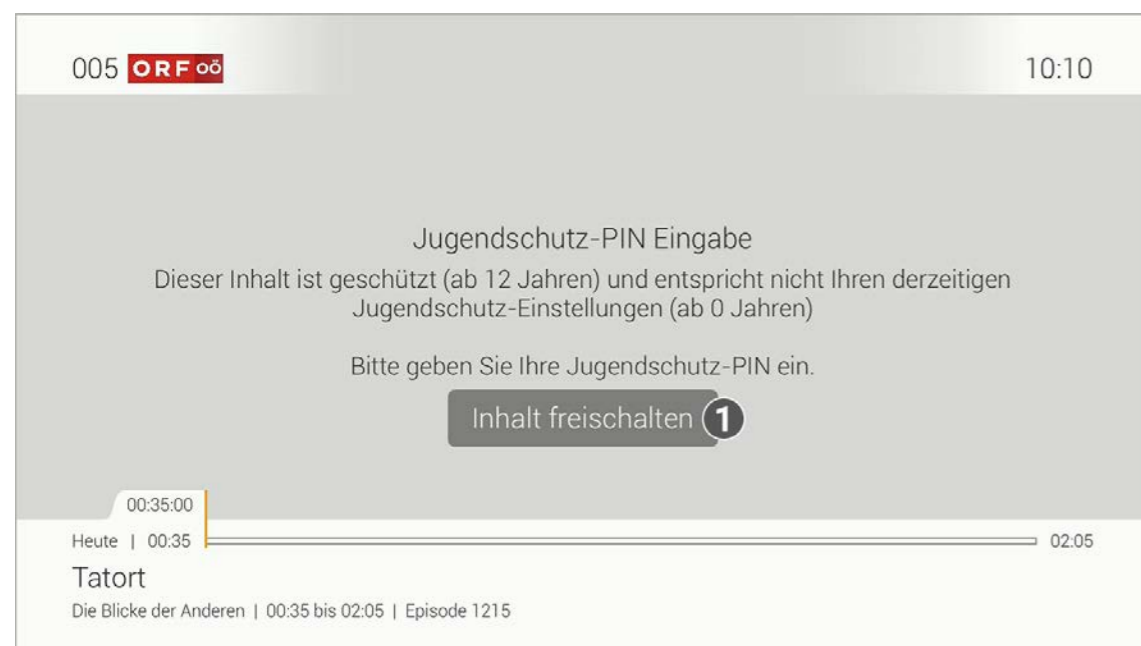 005 ORF oö 10:10
Jugendschutz-PIN Eingabe
Dieser Inhalt ist geschützt (ab 12 Jahren) und entspricht nicht Ihren derzeitigen
Jugendschutz-Einstellungen (ab 0 Jahren)
Bitte geben Sie Ihre Jugendschutz-PIN ein.
Inhalt freischalten 1
00:35:00
Heute | 00:35 02:05
Tatort
Die Blicke der Anderen | 00:35 bis 02:05 | Episode 1215